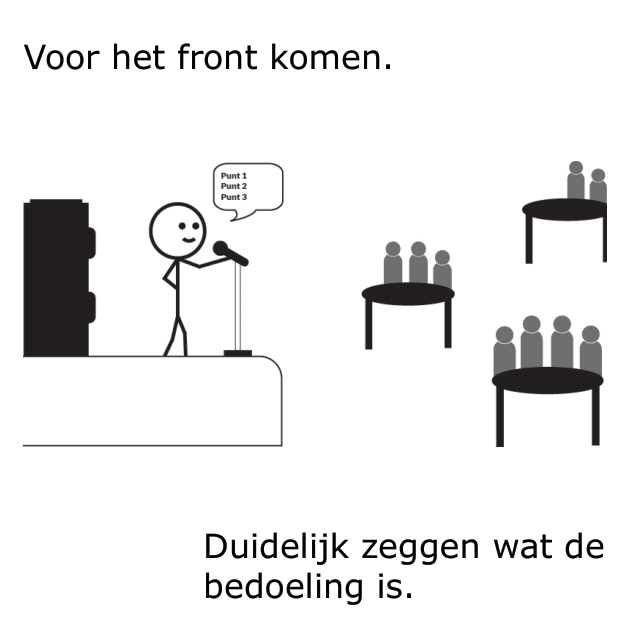 Voor het front komen.
Punt 1
Punt 2
Punt 3
Duidelijk zeggen wat de
bedoeling is.